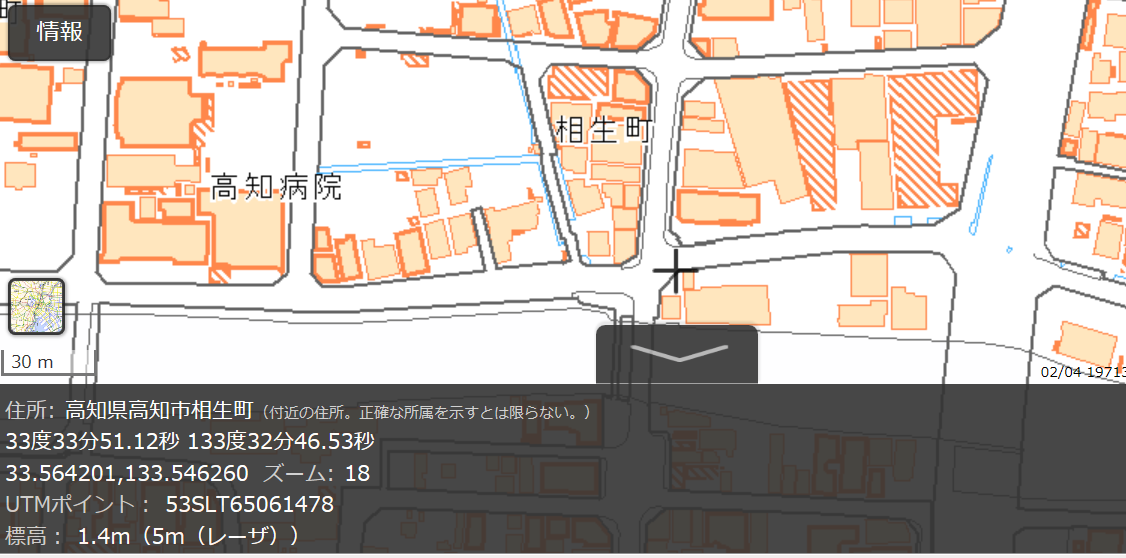 町
情報
相生町
高知病院
30 m
02/04 19713
住所: 高知県高知市相生町 (付近の住所。正確な所属を示すとは限らない。)
33度33分51.12秒 133度32分46.53秒
33.564201,133.546260 ズーム: 18
UTMポイント： 53SLT65061478
標高： 1.4m（5m（レーザ））